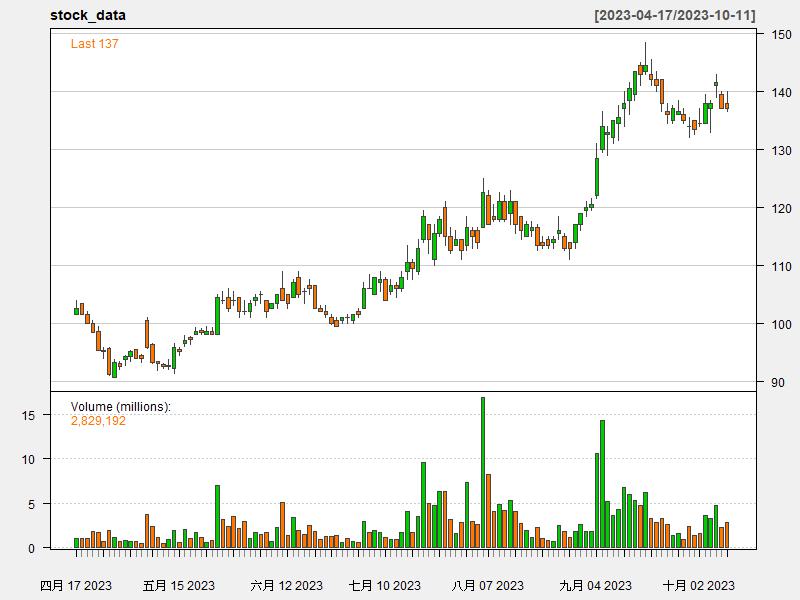 stock_data
[2023-04-17/2023-10-11]
Last 137
150
140
130
120
110
100
90
Volume (millions):
2,829,192
15
10
5
0
四月 17 2023
五月 15 2023
六月 12 2023
七月 10 2023
八月 07 2023
九月 04 2023
十月 02 2023